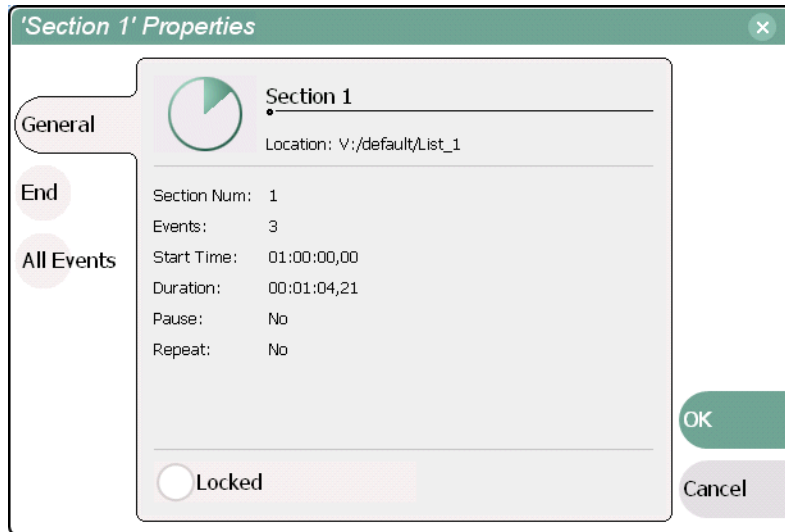 'Section 1' Properties
General
End
All Events
Section 1
Location: V:/default/List_1
Section Num: 1
Events: 3
Start Time: 01:00:00,00
Duration: 00:01:04,21
Pause: No
Repeat: No
Locked
OK
Cancel